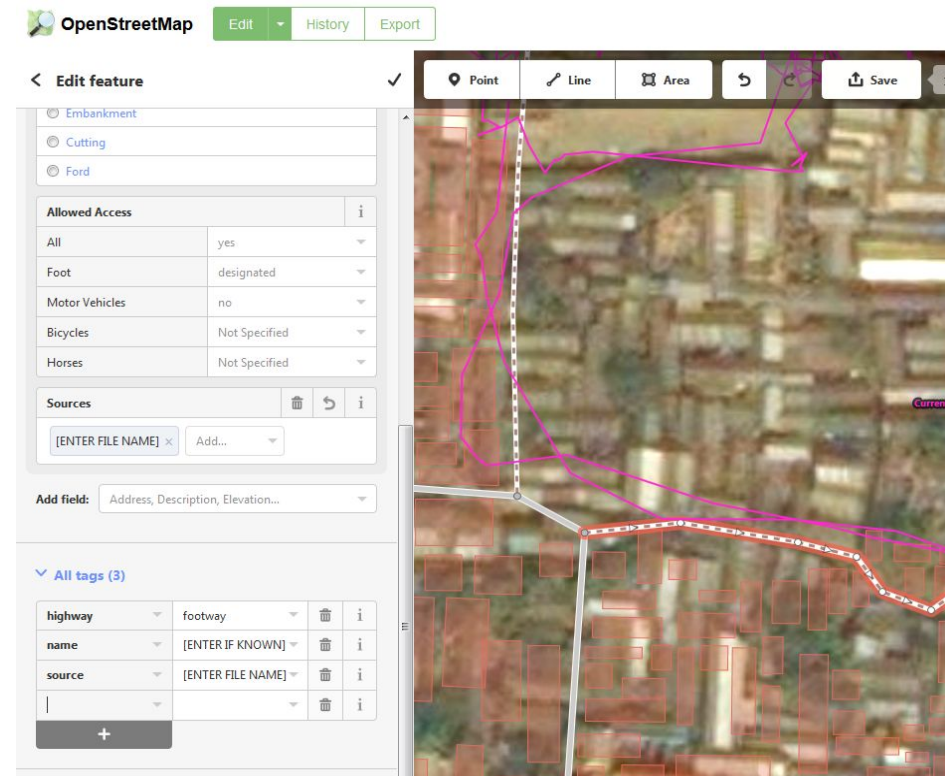 OpenStreetMap
Edit
History
Export
Edit feature
Point
Line
Area
Save
Embankment
Cutting
Ford
Allowed Access
i
All
yes
Foot
designated
Motor Vehicles
no
Bicycles
Not Specified
Horses
Not Specified
Sources
i
[ENTER FILE NAME] ×
Add...
Add field:
Address, Description, Elevation...
All tags (3)
highway
footway
i
name
[ENTER IF KNOWN]
i
source
[ENTER FILE NAME]
i
i
+
Curren